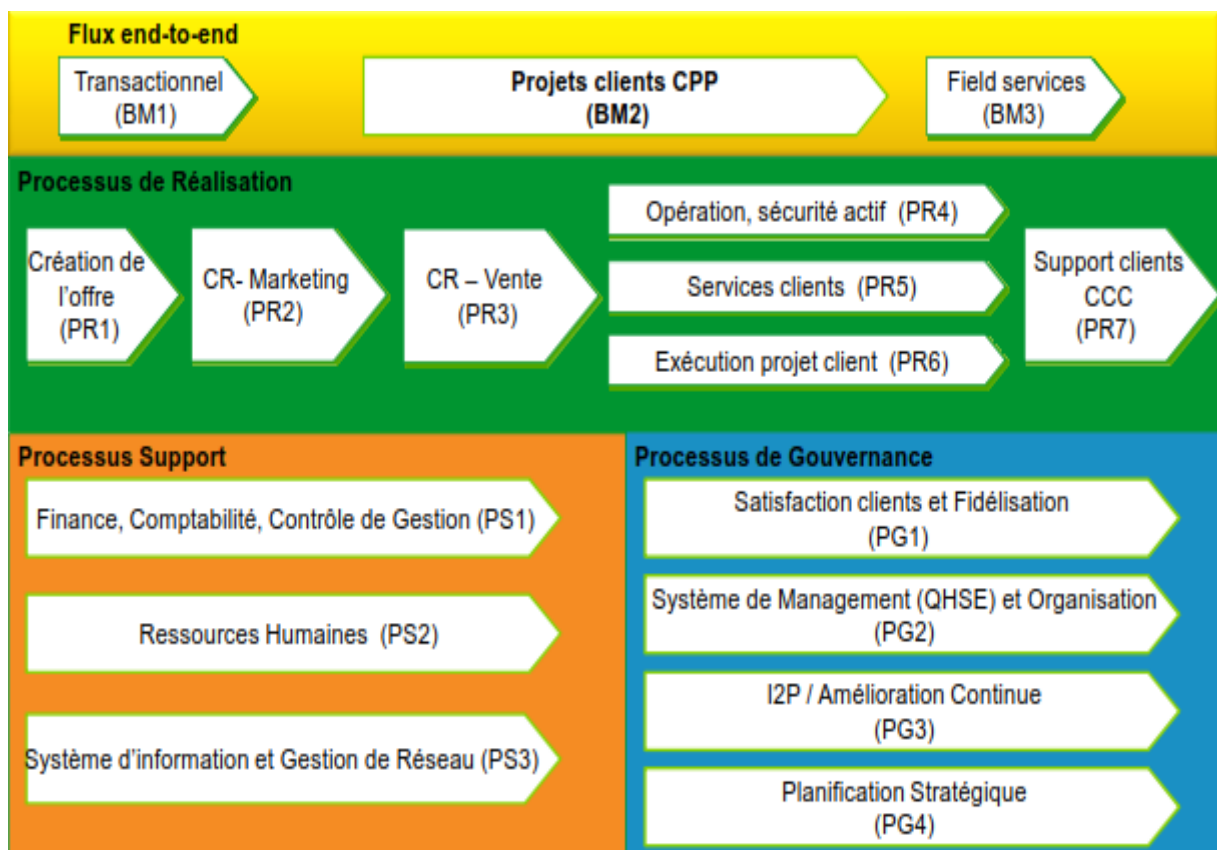 Flux end-to-end
Transactionnel
(BM1)
Projets clients CPP
(BM2)
Field services
(BM3)
Processus de Réalisation
Création de
l'offre
(PR1)
CR- Marketing
(PR2)
CR – Vente
(PR3)
Opération, sécurité actif (PR4)
Services clients (PR5)
Exécution projet client (PR6)
Support clients
CCC
(PR7)
Processus Support
Finance, Comptabilité, Contrôle de Gestion (PS1)
Ressources Humaines (PS2)
Système d'information et Gestion de Réseau (PS3)
Processus de Gouvernance
Satisfaction clients et Fidélisation
(PG1)
Système de Management (QHSE) et Organisation
(PG2)
I2P / Amélioration Continue
(PG3)
Planification Stratégique
(PG4)